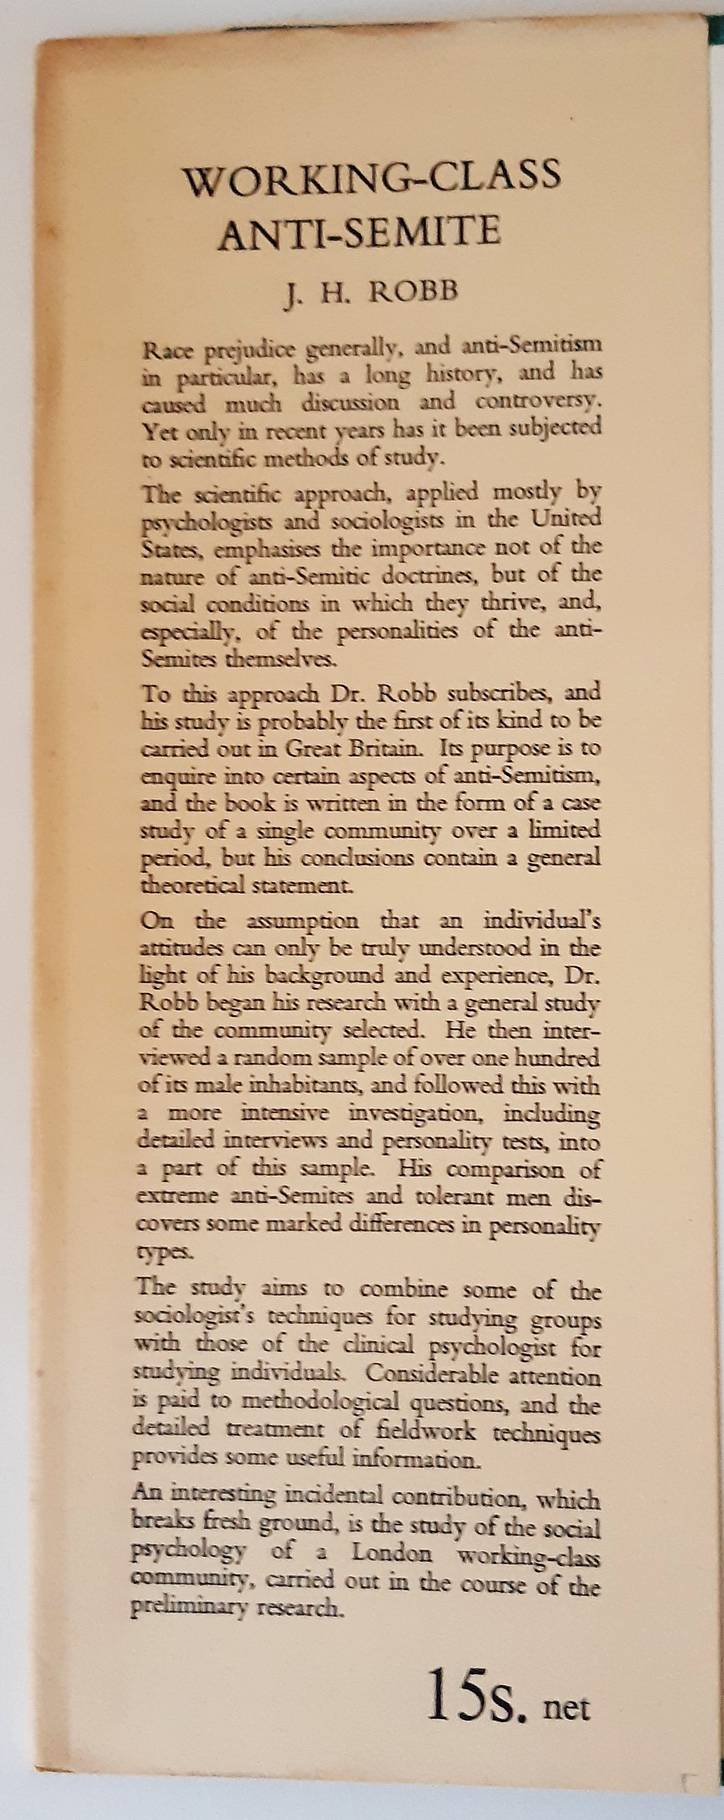 WORKING-CLASS
ANTI-SEMITE
J. H. ROBB
Race prejudice generally, and anti-Semitism
in particular, has a long history, and has
caused much discussion and controversy.
Yet only in recent years has it been subjected
to scientific methods of study.
The scientific approach, applied mostly by
psychologists and sociologists in the United
States, emphasises the importance not of the
nature of anti-Semitic doctrines, but of the
social conditions in which they thrive, and,
especially, of the personalities of the anti-
Semites themselves.
To this approach Dr. Robb subscribes, and
his study is probably the first of its kind to be
carried out in Great Britain. Its purpose is to
enquire into certain aspects of anti-Semitism,
and the book is written in the form of a case
study of a single community over a limited
period, but his conclusions contain a general
theoretical statement.
On the assumption that an individual's
attitudes can only be truly understood in the
light of his background and experience, Dr.
Robb began his research with a general study
of the community selected. He then inter-
viewed a random sample of over one hundred
of its male inhabitants, and followed this with
a more intensive investigation, including
detailed interviews and personality tests, into
a part of this sample. His comparison of
extreme anti-Semites and tolerant men dis-
covers some marked differences in personality
types.
The study aims to combine some of the
sociologist's techniques for studying groups
with those of the clinical psychologist for
studying individuals. Considerable attention
is paid to methodological questions, and the
detailed treatment of fieldwork techniques
provides some useful information.
An interesting incidental contribution, which
breaks fresh ground, is the study of the social
psychology of a London working-class
community, carried out in the course of the
preliminary research.
15s. net